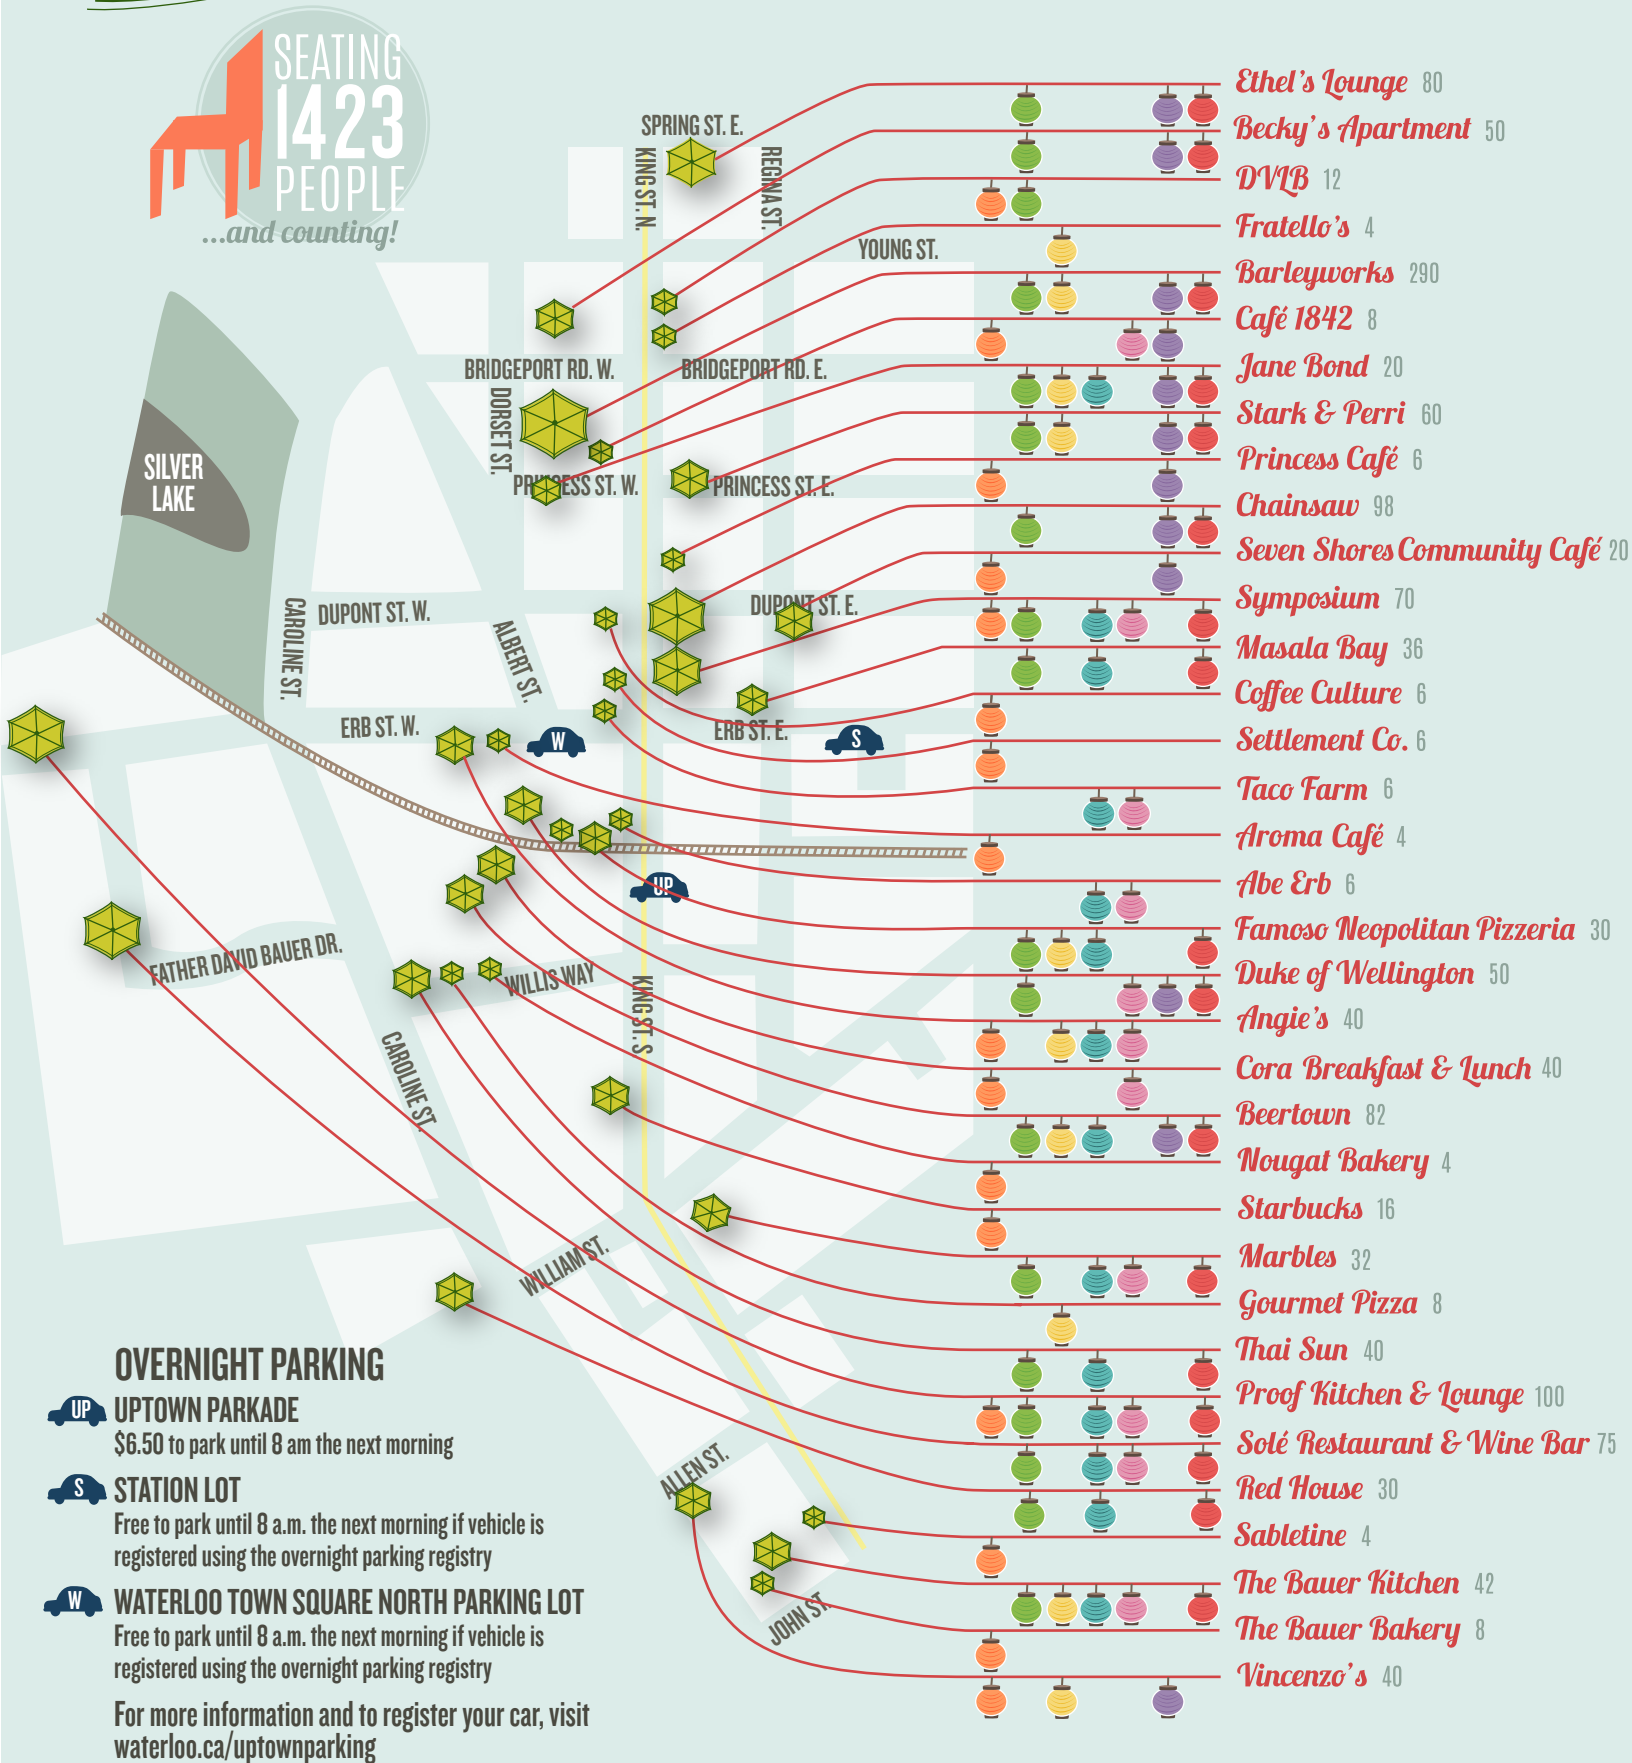 SEATING
1423
PEOPLE
...and counting!
SPRING ST. E.
KING ST. N.
REGINA ST.
YOUNG ST.
BRIDGEPORT RD. W.
BRIDGEPORT RD. E.
DORSET ST.
PRINCESS ST. W.
PRINCESS ST. E.
SILVER
LAKE
CAROLINE ST.
DUPONT ST. W.
ALBERT ST.
DUPONT ST. E.
ERB ST. W.
W
ERB ST. E.
S
UP
FATHER DAVID BAUER DR.
WILLIS WAY
KING ST. S
CAROLINE ST.
WILLIAM ST.
ALLEN ST.
JOHN ST.
Ethel's Lounge 80
Becky's Apartment 50
DVLB 12
Fratello's 4
Barleyworks 290
Café 1842 8
Jane Bond 20
Stark & Perri 60
Princess Café 6
Chainsaw 98
Seven Shores Community Café 20
Symposium 70
Masala Bay 36
Coffee Culture 6
Settlement Co. 6
Taco Farm 6
Aroma Café 4
Abe Erb 6
Famoso Neopolitan Pizzeria 30
Duke of Wellington 50
Angie's 40
Cora Breakfast & Lunch 40
Beertown 82
Nougat Bakery 4
Starbucks 16
Marbles 32
Gourmet Pizza 8
Thai Sun 40
Proof Kitchen & Lounge 100
Solé Restaurant & Wine Bar 75
Red House 30
Sabletine 4
The Bauer Kitchen 42
The Bauer Bakery 8
Vincenzo's 40
OVERNIGHT PARKING
UP UPTOWN PARKADE
$6.50 to park until 8 am the next morning
S STATION LOT
Free to park until 8 a.m. the next morning if vehicle is
registered using the overnight parking registry
W WATERLOO TOWN SQUARE NORTH PARKING LOT
Free to park until 8 a.m. the next morning if vehicle is
registered using the overnight parking registry
For more information and to register your car, visit
waterloo.ca/uptownparking